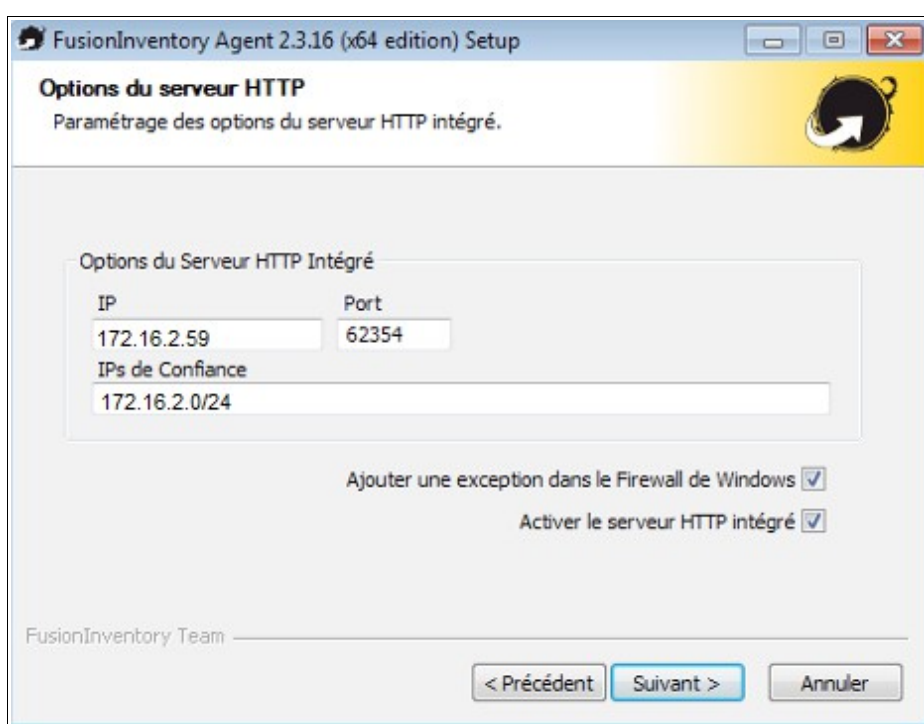 FusionInventory Agent 2.3.16 (x64 edition) Setup
Options du serveur HTTP
Paramétrage des options du serveur HTTP intégré.
Options du Serveur HTTP Intégré
IP Port
172.16.2.59 62354
IPs de Confiance
172.16.2.0/24
Ajouter une exception dans le Firewall de Windows
Activer le serveur HTTP intégré
FusionInventory Team
< Précédent Suivant > Annuler